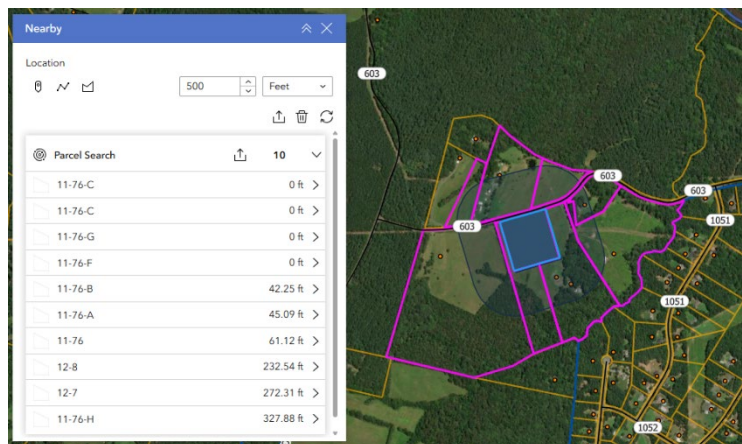 Nearby
Location
500 Feet
Parcel Search 10
11-76-C 0 ft
11-76-C 0 ft
11-76-G 0 ft
11-76-F 0 ft
11-76-B 42.25 ft
11-76-A 45.09 ft
11-76 61.12 ft
12-8 232.54 ft
12-7 272.31 ft
11-76-H 327.88 ft
603
603
603
603
1051
1051
1052